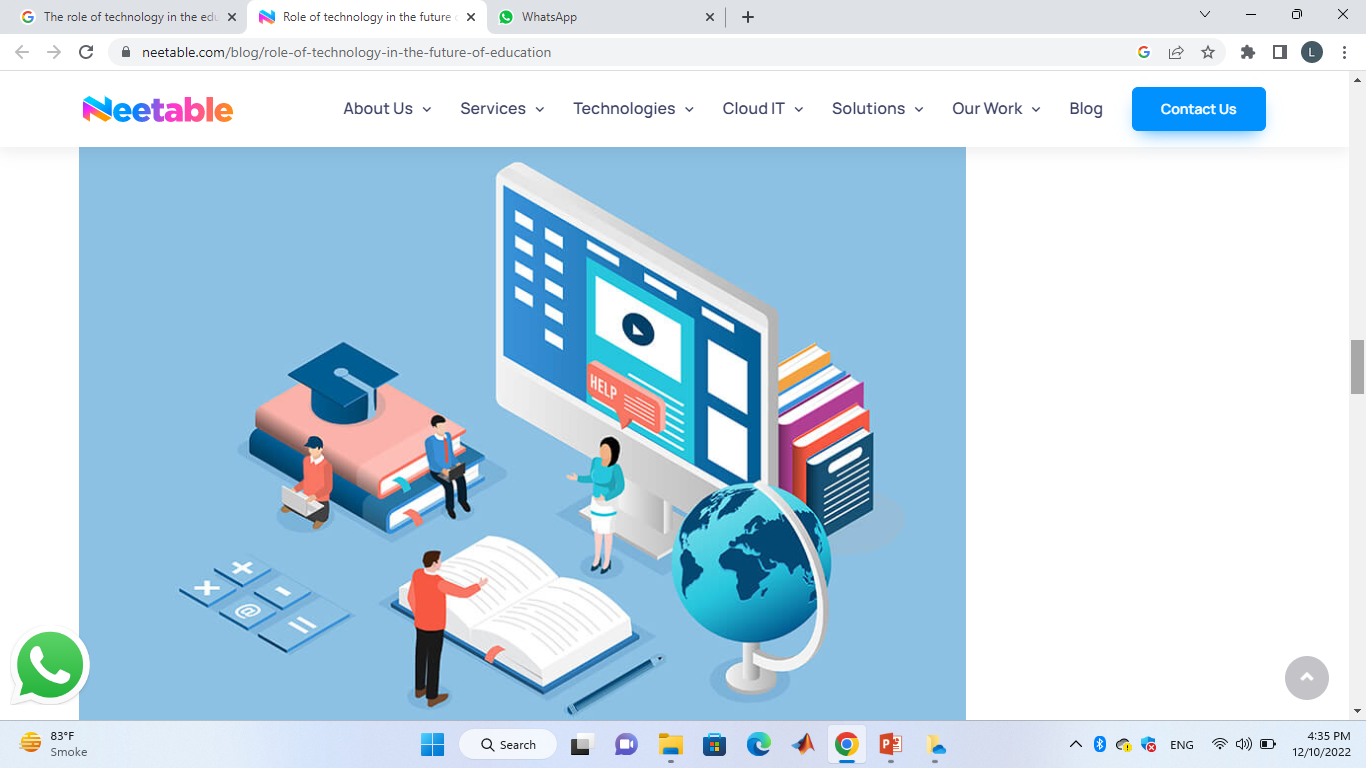 The role of technology in the edu
Role of technology in the future o
WhatsApp
neetable.com/blog/role-of-technology-in-the-future-of-education
L
Neetable
About Us
Services
Technologies
Cloud IT
Solutions
Our Work
Blog
Contact Us
HELP
@
83°F
Smoke
Search
ENG
4:35 PM
12/10/2022